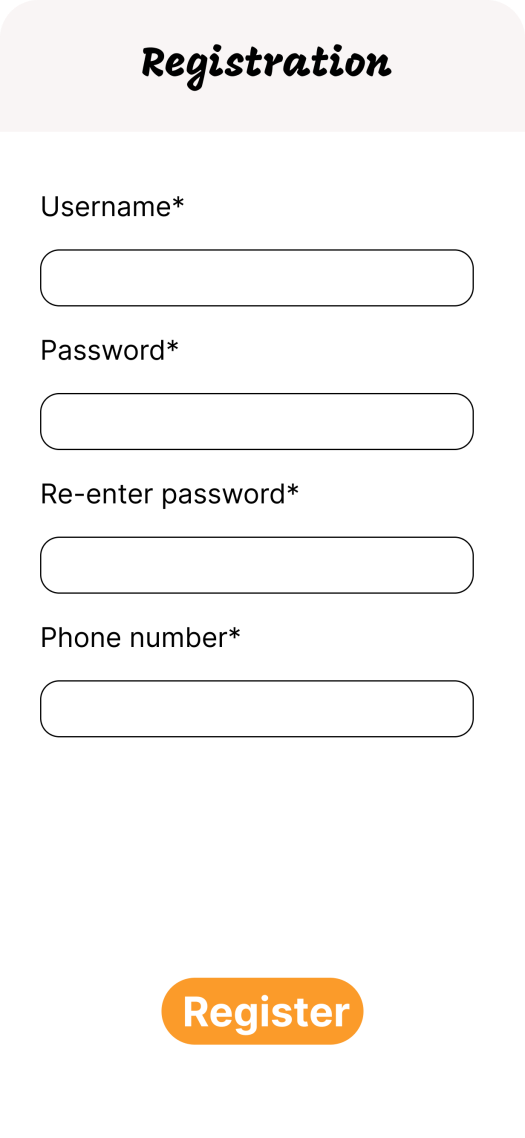 Registration
Username*
Password*
Re-enter password*
Phone number*
Register